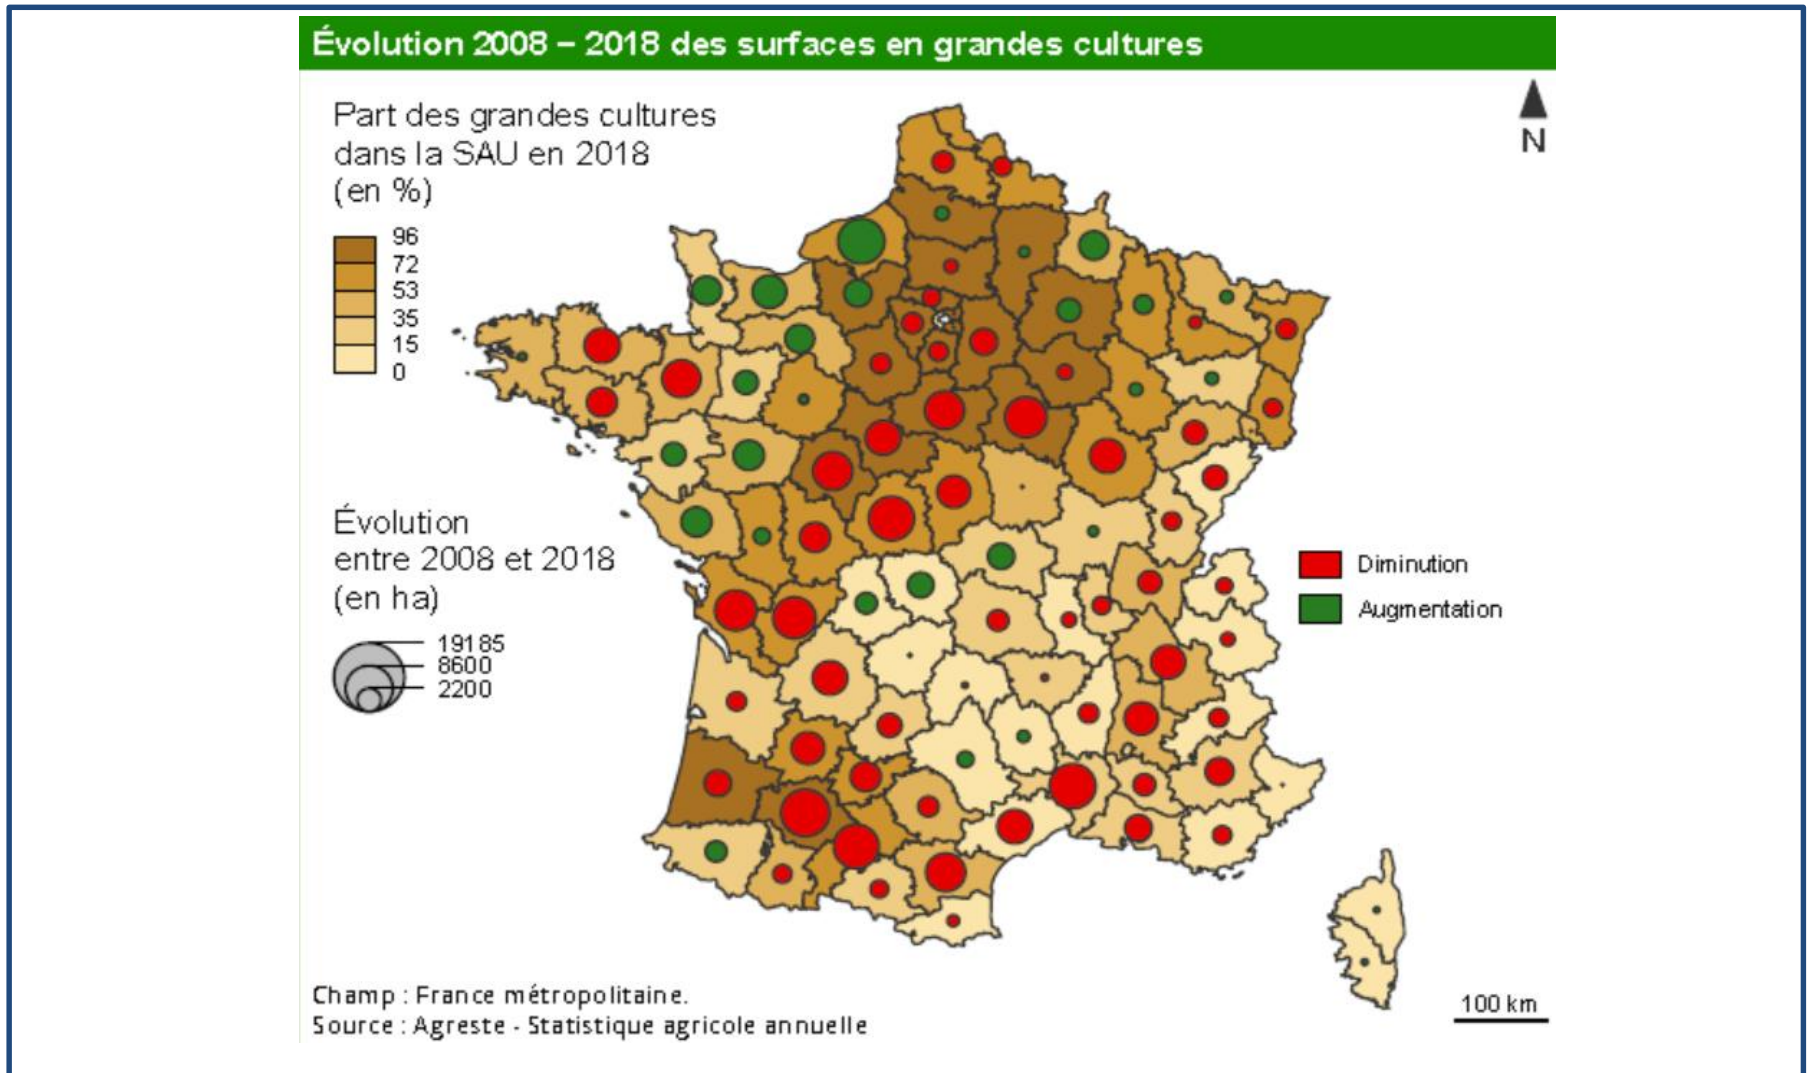 Évolution 2008 – 2018 des surfaces en grandes cultures
Part des grandes cultures
dans la SAU en 2018
(en %)
96
72
53
35
15
0
N
Évolution
entre 2008 et 2018
(en ha)
19185
8600
2200
Diminution
Augmentation
Champ : France métropolitaine.
Source : Agreste - Statistique agricole annuelle
100 km